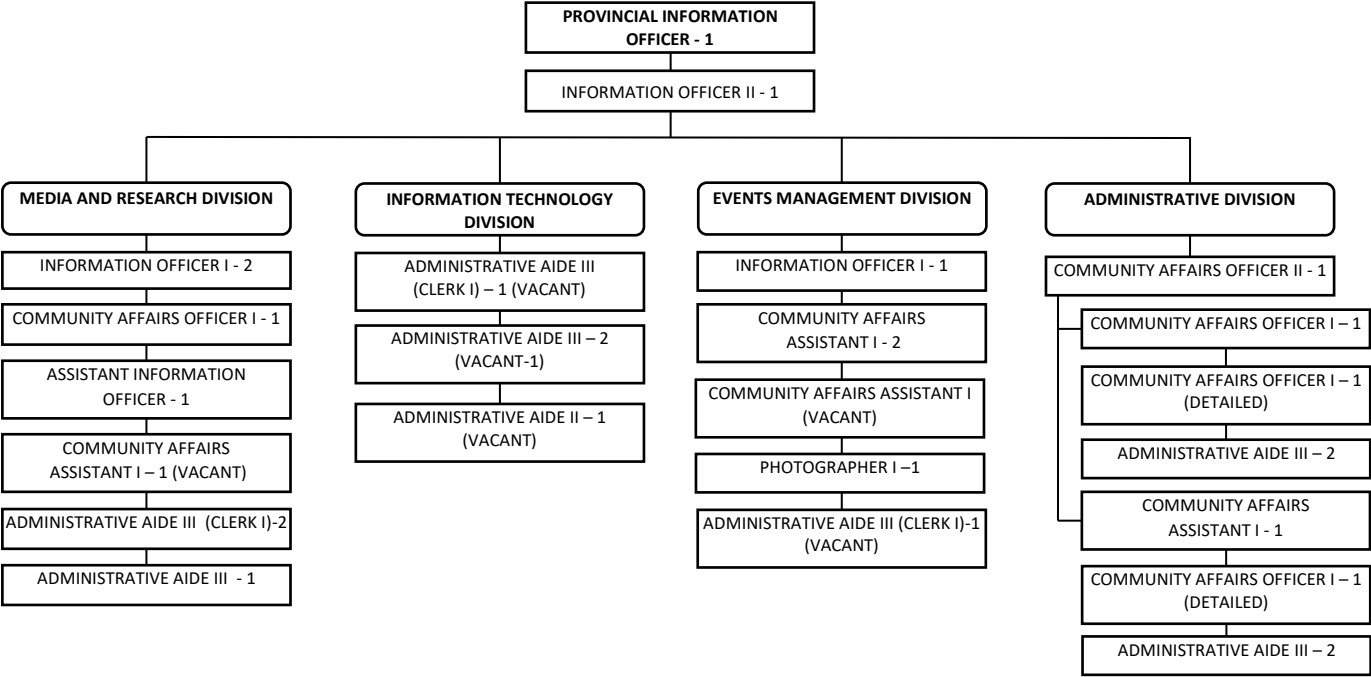 PROVINCIAL INFORMATION
OFFICER - 1
INFORMATION OFFICER II - 1
MEDIA AND RESEARCH DIVISION
INFORMATION OFFICER I - 2
COMMUNITY AFFAIRS OFFICER I - 1
ASSISTANT INFORMATION
OFFICER - 1
COMMUNITY AFFAIRS
ASSISTANT I – 1 (VACANT)
ADMINISTRATIVE AIDE III (CLERK I)-2
ADMINISTRATIVE AIDE III - 1
INFORMATION TECHNOLOGY
DIVISION
ADMINISTRATIVE AIDE III
(CLERK I) – 1 (VACANT)
ADMINISTRATIVE AIDE III – 2
(VACANT-1)
ADMINISTRATIVE AIDE II – 1
(VACANT)
EVENTS MANAGEMENT DIVISION
INFORMATION OFFICER I - 1
COMMUNITY AFFAIRS
ASSISTANT I - 2
COMMUNITY AFFAIRS ASSISTANT I
(VACANT)
PHOTOGRAPHER I –1
ADMINISTRATIVE AIDE III (CLERK I)-1
(VACANT)
ADMINISTRATIVE DIVISION
COMMUNITY AFFAIRS OFFICER II - 1
COMMUNITY AFFAIRS OFFICER I – 1
COMMUNITY AFFAIRS OFFICER I – 1
(DETAILED)
ADMINISTRATIVE AIDE III – 2
COMMUNITY AFFAIRS
ASSISTANT I - 1
COMMUNITY AFFAIRS OFFICER I – 1
(DETAILED)
ADMINISTRATIVE AIDE III – 2